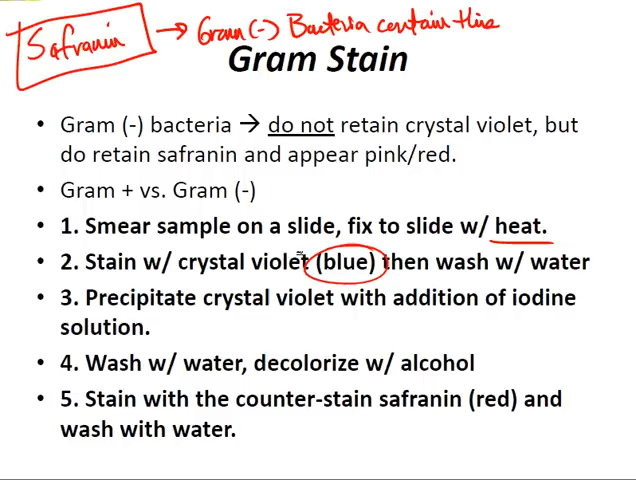 Safranin → Gram (-) Bacteria contain this
Gram Stain
• Gram (-) bacteria → do not retain crystal violet, but
do retain safranin and appear pink/red.
• Gram + vs. Gram (-)
• 1. Smear sample on a slide, fix to slide w/ heat.
• 2. Stain w/ crystal violet (blue) then wash w/ water
• 3. Precipitate crystal violet with addition of iodine
solution.
• 4. Wash w/ water, decolorize w/ alcohol
• 5. Stain with the counter-stain safranin (red) and
wash with water.